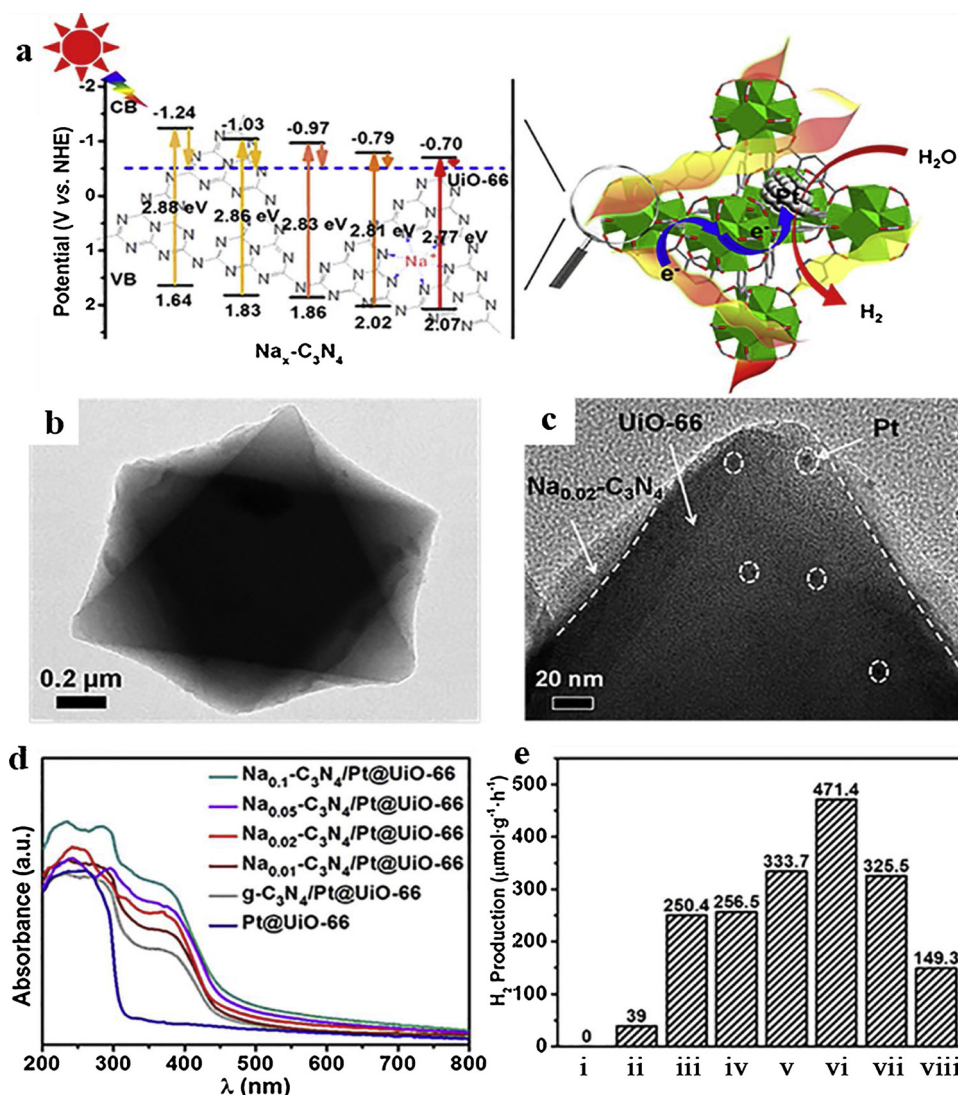 a
CB
VB
Potential (V vs. NHE)
-2
-1
0
1
2
-1.24
-1.03
-0.97
-0.79
-0.70
UiO-66
2.88 eV
2.86 eV
2.83 eV
2.81 eV
2.77 eV
Na⁺
1.64
1.83
1.86
2.02
2.07
Naₓ-C₃N₄
Pt
e⁻
e⁻
H₂O
H₂
b
0.2 μm
c
UiO-66
Pt
Na₀.₀₂-C₃N₄
20 nm
d
Absorbance (a.u.)
Na₀.₁-C₃N₄/Pt@UiO-66
Na₀.₀₅-C₃N₄/Pt@UiO-66
Na₀.₀₂-C₃N₄/Pt@UiO-66
Na₀.₀₁-C₃N₄/Pt@UiO-66
g-C₃N₄/Pt@UiO-66
Pt@UiO-66
200 300 400 500 600 700 800
λ (nm)
e
H₂ Production (μmol·g⁻¹·h⁻¹)
500
400
300
200
100
0
0
39
250.4
256.5
333.7
471.4
325.5
149.3
i ii iii iv v vi vii viii